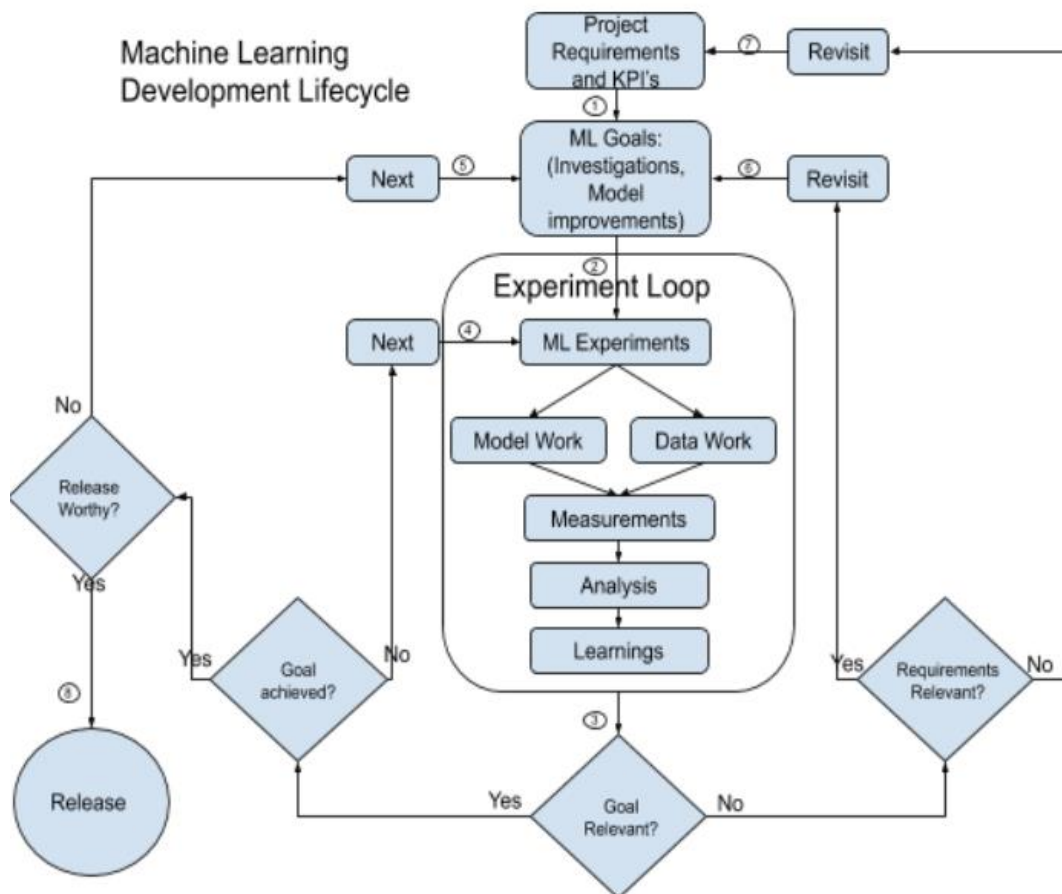 Machine Learning
Development Lifecycle
Project
Requirements
and KPI's
7
Revisit
1
ML Goals:
(Investigations,
Model
improvements)
Next
5
6
Revisit
2
Experiment Loop
Next
4
ML Experiments
Model Work
Data Work
Measurements
Analysis
Learnings
No
Release
Worthy?
Yes
8
Release
Yes
Goal
achieved?
No
3
Yes
Goal
Relevant?
No
Yes
Requirements
Relevant?
No